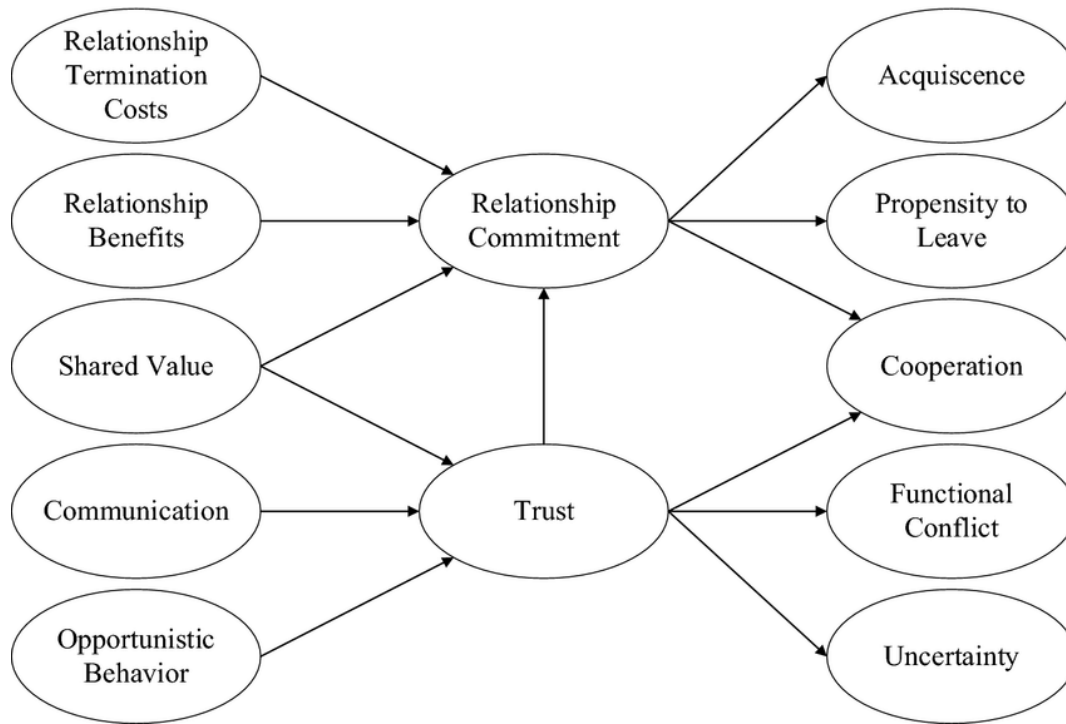 Relationship
Termination
Costs
Acquiscence
Relationship
Benefits
Relationship
Commitment
Propensity to
Leave
Shared Value
Cooperation
Communication
Trust
Functional
Conflict
Opportunistic
Behavior
Uncertainty